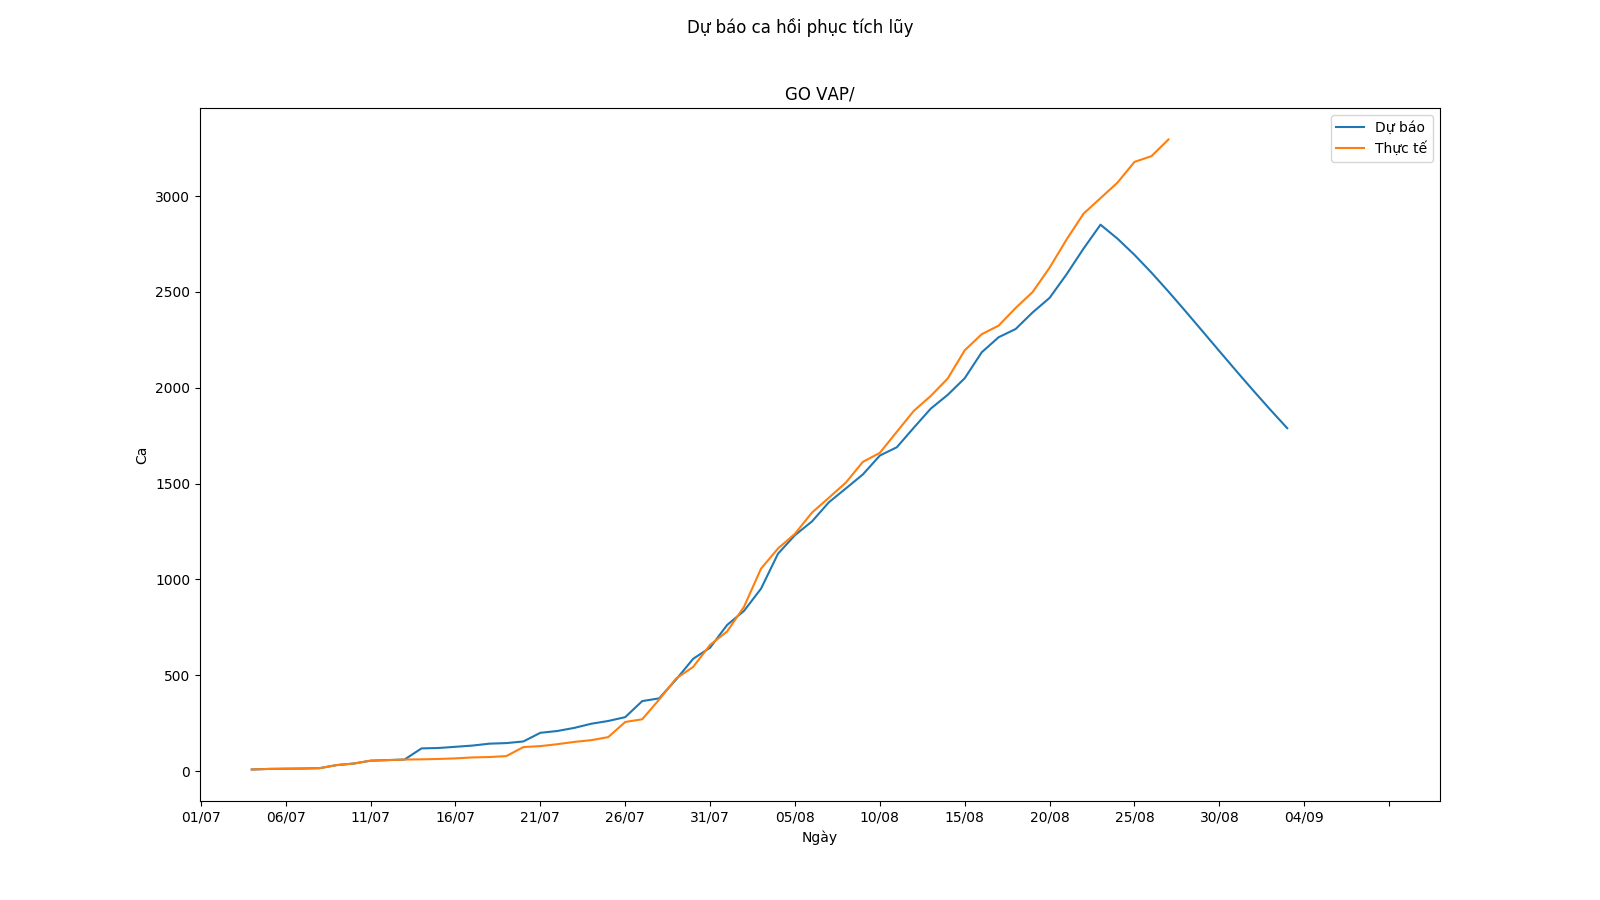 Dự báo ca hồi phục tích lũy
GO VAP/
Dự báo
Thực tế
3000
2500
2000
1500
1000
500
0
Ca
01/07 06/07 11/07 16/07 21/07 26/07 31/07 05/08 10/08 15/08 20/08 25/08 30/08 04/09
Ngày